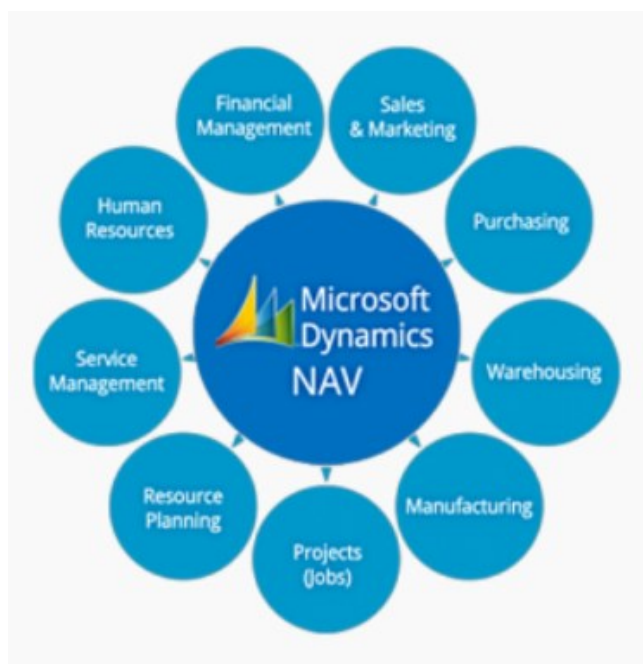 Financial
Management
Sales
& Marketing
Human
Resources
Purchasing
Microsoft
Dynamics
NAV
Service
Management
Warehousing
Resource
Planning
Manufacturing
Projects
(Jobs)